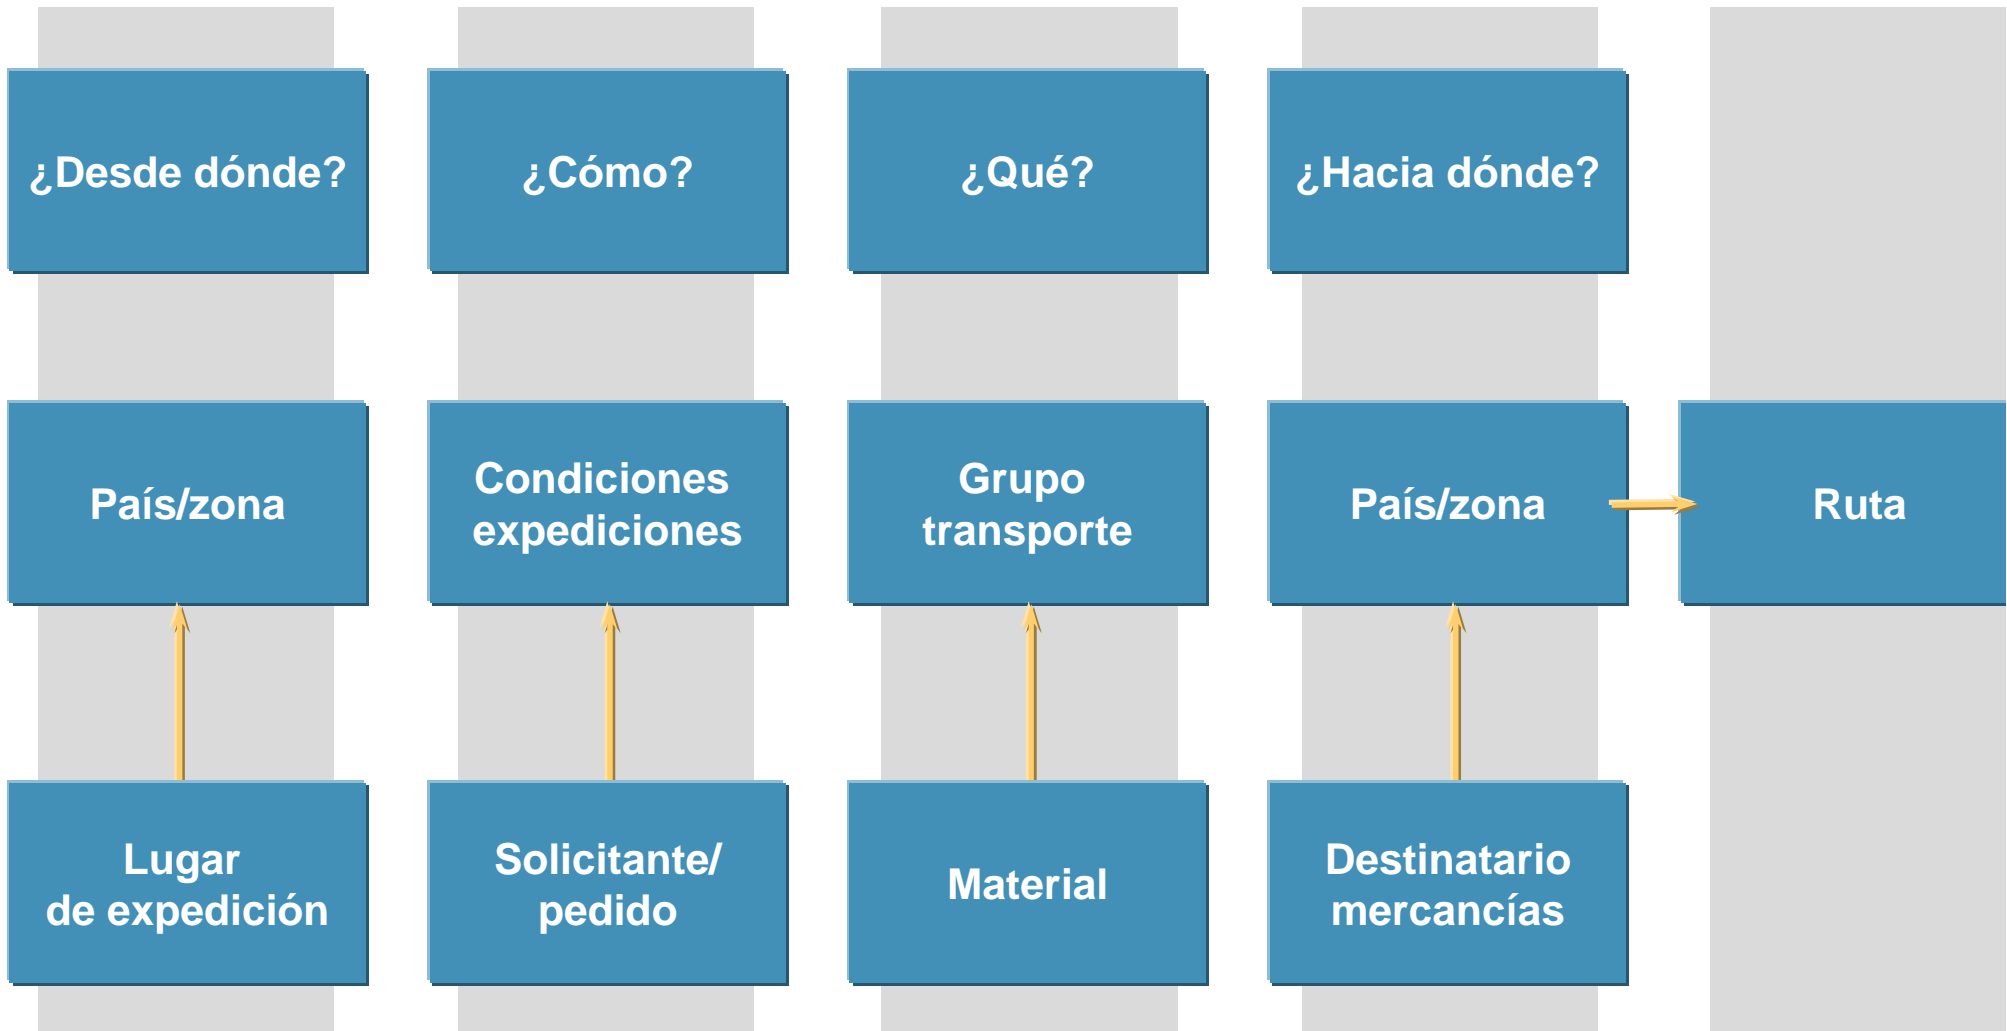 ¿Desde dónde?
¿Cómo?
¿Qué?
¿Hacia dónde?
País/zona
Condiciones
expediciones
Grupo
transporte
País/zona
Ruta
Lugar
de expedición
Solicitante/
pedido
Material
Destinatario
mercancías